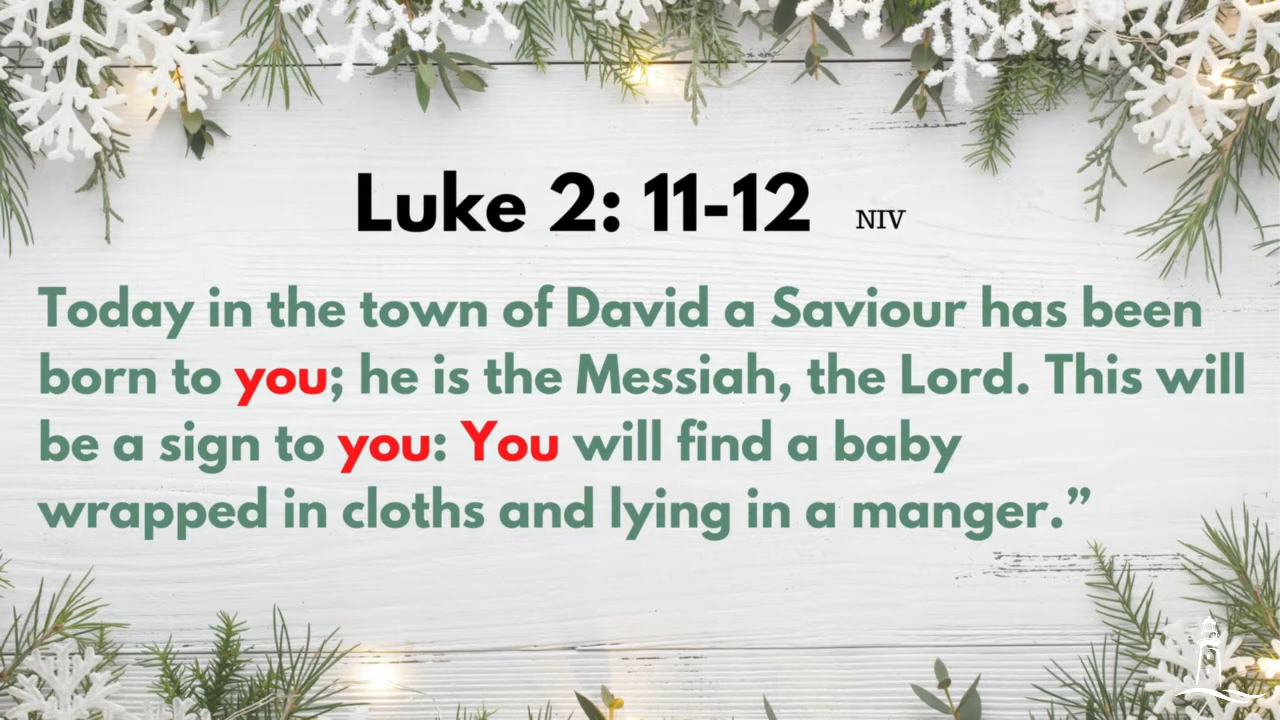 Luke 2: 11-12 NIV
Today in the town of David a Saviour has been
born to you; he is the Messiah, the Lord. This will
be a sign to you: You will find a baby
wrapped in cloths and lying in a manger.”